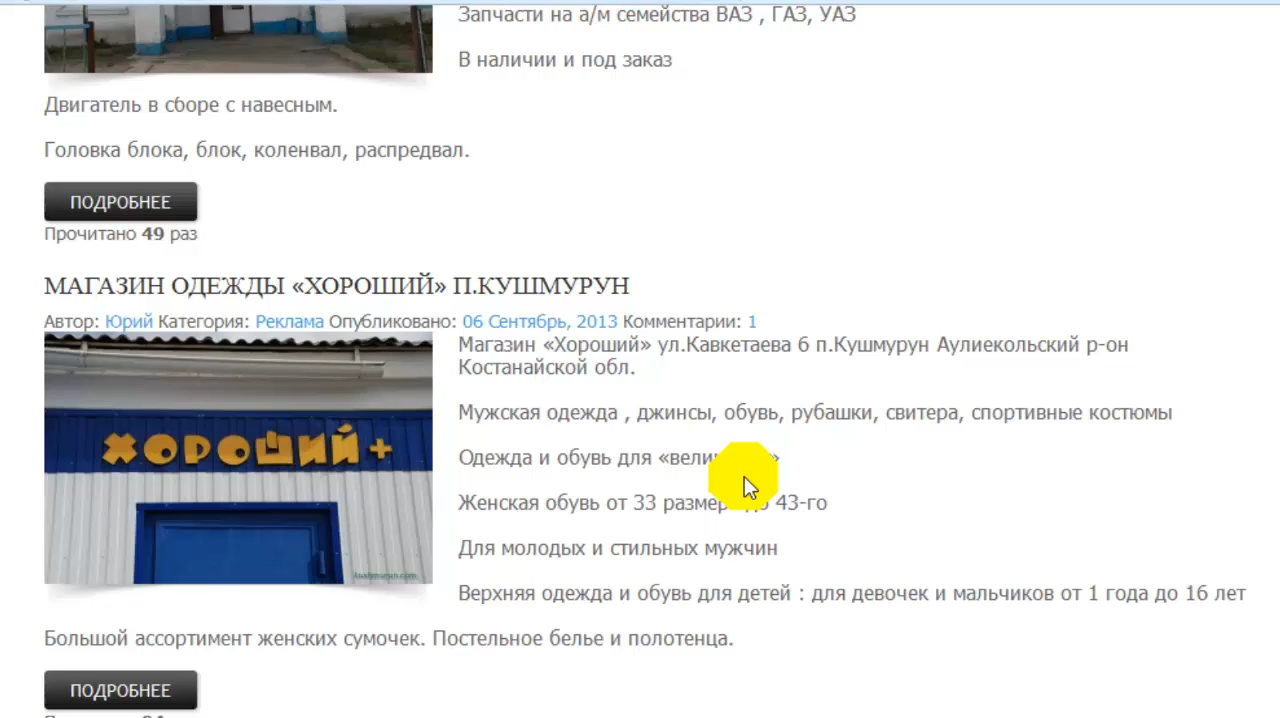 Запчасти на а/м семейства ВАЗ , ГАЗ, УАЗ
В наличии и под заказ
Двигатель в сборе с навесным.
Головка блока, блок, коленвал, распредвал.
ПОДРОБНЕЕ
Прочитано 49 раз
МАГАЗИН ОДЕЖДЫ «ХОРОШИЙ» П.КУШМУРУН
Автор: Юрий Категория: Реклама Опубликовано: 06 Сентябрь, 2013 Комментарии: 1
Магазин «Хороший» ул.Кавкетаева 6 п.Кушмурун Аулиекольский р-он
Костанайской обл.
ХОРОШИЙ +
Мужская одежда , джинсы, обувь, рубашки, свитера, спортивные костюмы
Одежда и обувь для
Женская обувь от 33 43-го
Для молодых и стильных мужчин
Верхняя одежда и обувь для детей : для девочек и мальчиков от 1 года до 16 лет
Большой ассортимент женских сумочек. Постельное белье и полотенца.
ПОДРОБНЕЕ